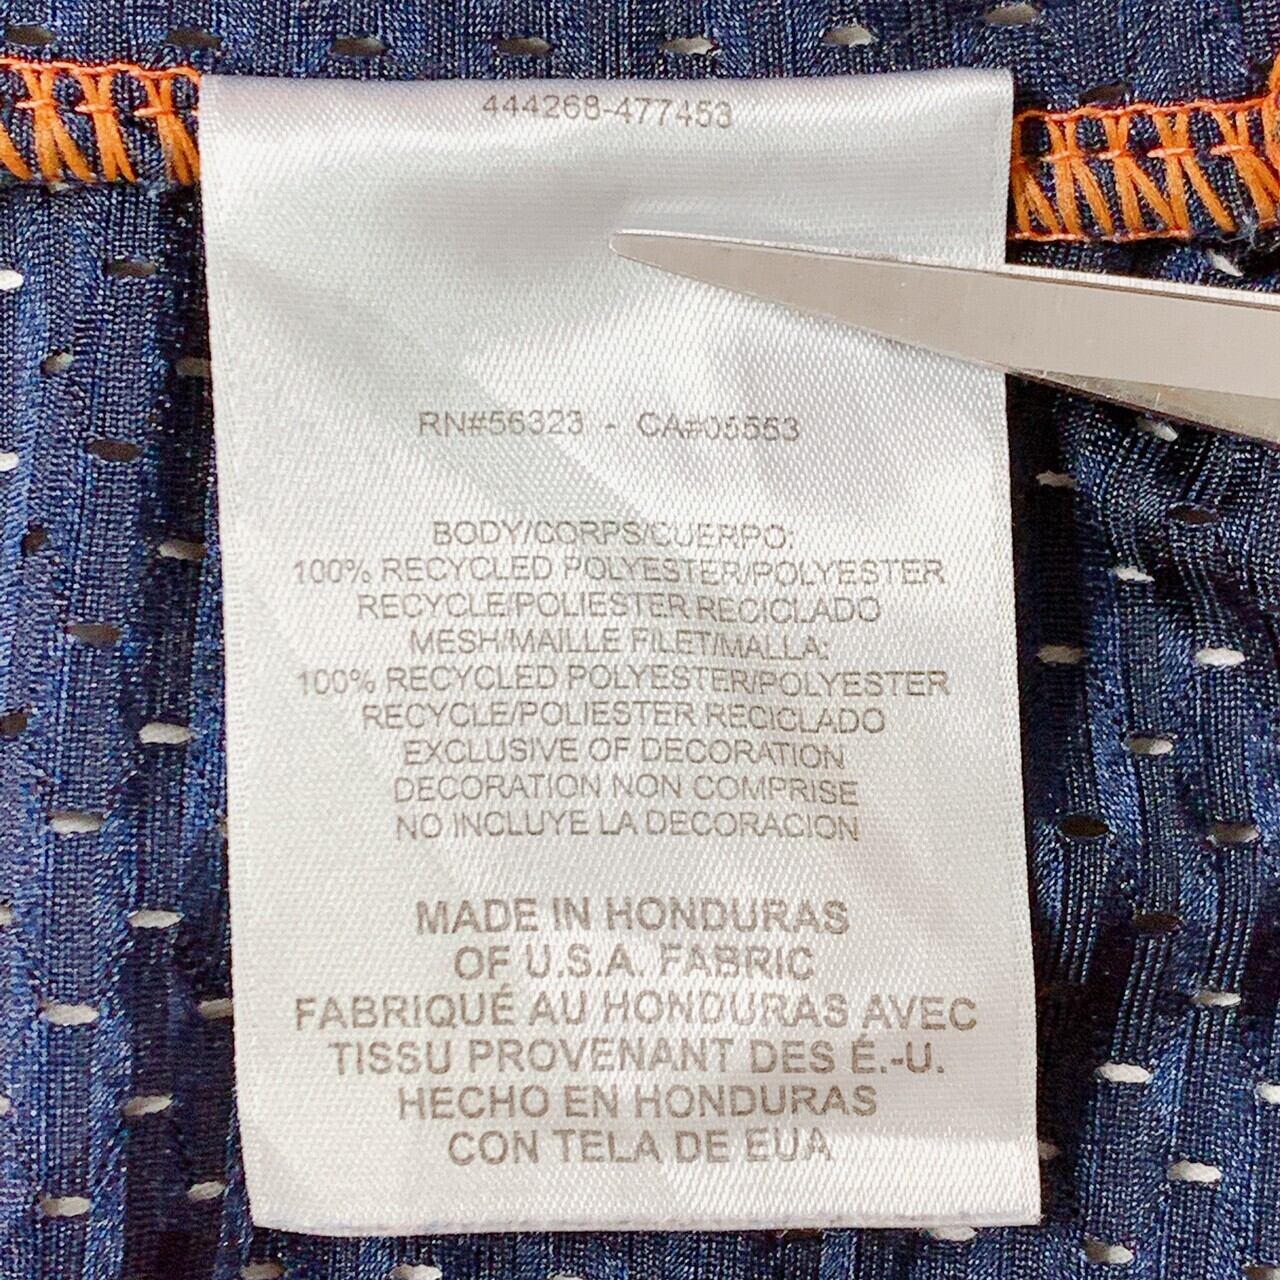 444268-477453
RN#56323 - CA#05553
BODY/CORPS/CUERPO:
100% RECYCLED POLYESTER/POLYESTER
RECYCLE/POLIESTER RECICLADO
MESH/MAILLE FILET/MALLA:
100% RECYCLED POLYESTER/POLYESTER
RECYCLE/POLIESTER RECICLADO
EXCLUSIVE OF DECORATION
DECORATION NON COMPRISE
NO INCLUYE LA DECORACION
MADE IN HONDURAS
OF U.S.A. FABRIC
FABRIQUÉ AU HONDURAS AVEC
TISSU PROVENANT DES É.-U.
HECHO EN HONDURAS
CON TELA DE EUA